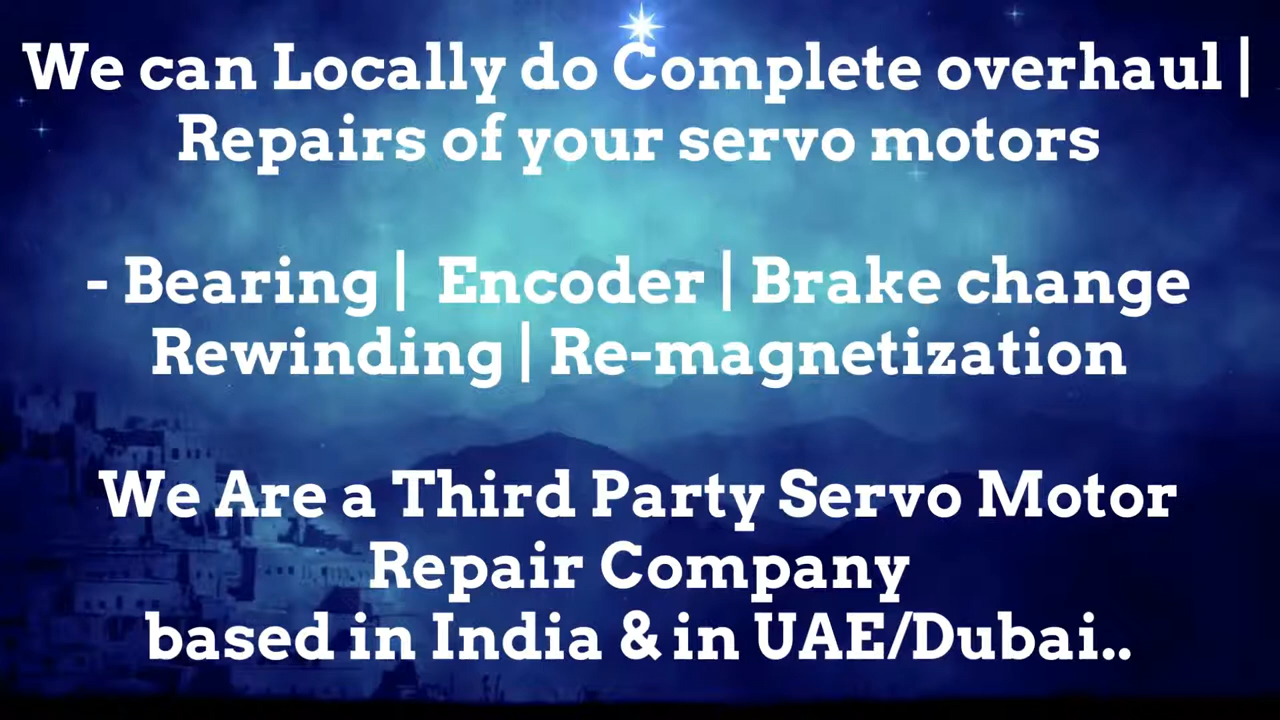 We can Locally do Complete overhaul |
Repairs of your servo motors
- Bearing | Encoder | Brake change
Rewinding | Re-magnetization
We Are a Third Party Servo Motor
Repair Company
based in India & in UAE/Dubai..